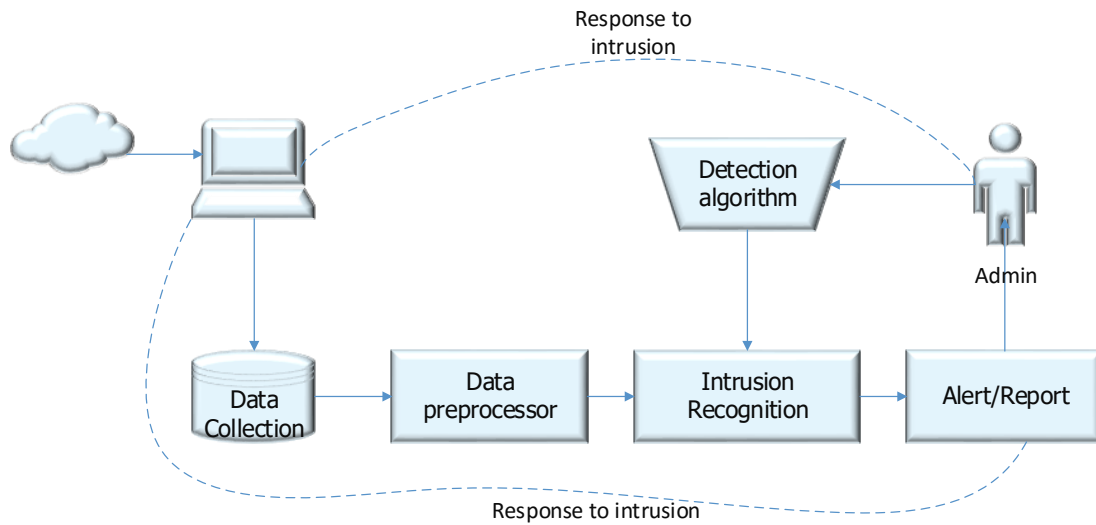 Response to
intrusion
Detection
algorithm
Admin
Data
Collection
Data
preprocessor
Intrusion
Recognition
Alert/Report
Response to intrusion